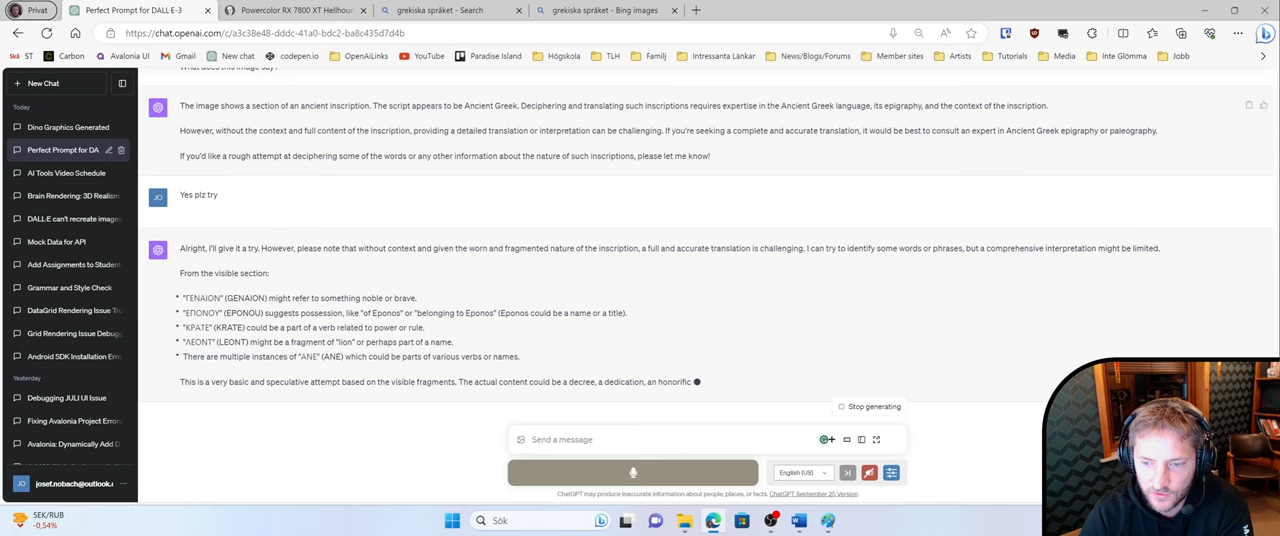 Privat
Perfect Prompt for DALL-E-3
Powercolor RX 7800 XT Hellhoun
grekiska språket - Search
grekiska språket - Bing images
https://chat.openai.com/c/a3c38e48-dddc-41a0-bdc2-ba8c435d7d4b
Skå ST
Carbon
Avalonia UI
Gmail
New chat
codepen.io
OpenAiLinks
YouTube
Paradise Island
Högskola
TLH
Familj
Intressanta Länkar
News/Blogs/Forums
Member sites
Artists
Tutorials
Media
Inte Glömma
Jobb
New Chat
Today
Dino Graphics Generated
Perfect Prompt for DA
AI Tools Video Schedule
Brain Rendering: 3D Realism
DALL·E can't recreate images
Mock Data for API
Add Assignments to Student
Grammar and Style Check
DataGrid Rendering Issue Tro
Grid Rendering Issue Debugg
Android SDK Installation Erro
Yesterday
Debugging JULI UI Issue
Fixing Avalonia Project Errors
Avalonia: Dynamically Add D
JO josef.nobach@outlook.c
The image shows a section of an ancient inscription. The script appears to be Ancient Greek. Deciphering and translating such inscriptions requires expertise in the Ancient Greek language, its epigraphy, and the context of the inscription.
However, without the context and full content of the inscription, providing a detailed translation or interpretation can be challenging. If you're seeking a complete and accurate translation, it would be best to consult an expert in Ancient Greek epigraphy or paleography.
If you'd like a rough attempt at deciphering some of the words or any other information about the nature of such inscriptions, please let me know!
JO Yes plz try
Alright, I'll give it a try. However, please note that without context and given the worn and fragmented nature of the inscription, a full and accurate translation is challenging. I can try to identify some words or phrases, but a comprehensive interpretation might be limited.
From the visible section:
• "ΓΕΝΑΙΟΝ" (GENAION) might refer to something noble or brave.
• "ΕΠΟΝΟΥ" (EPONOU) suggests possession, like "of Eponos" or "belonging to Eponos" (Eponos could be a name or a title).
• "ΚΡΑΤΕ" (KRATE) could be a part of a verb related to power or rule.
• "ΛΕΟΝΤ" (LEONT) might be a fragment of "lion" or perhaps part of a name.
• There are multiple instances of "ΑΝΕ" (ANE) which could be parts of various verbs or names.
This is a very basic and speculative attempt based on the visible fragments. The actual content could be a decree, a dedication, an honorific
Stop generating
Send a message
English (US)
ChatGPT may produce inaccurate information about people, places, or facts. ChatGPT September 25 Version
SEK/RUB
-0,54%
Sök